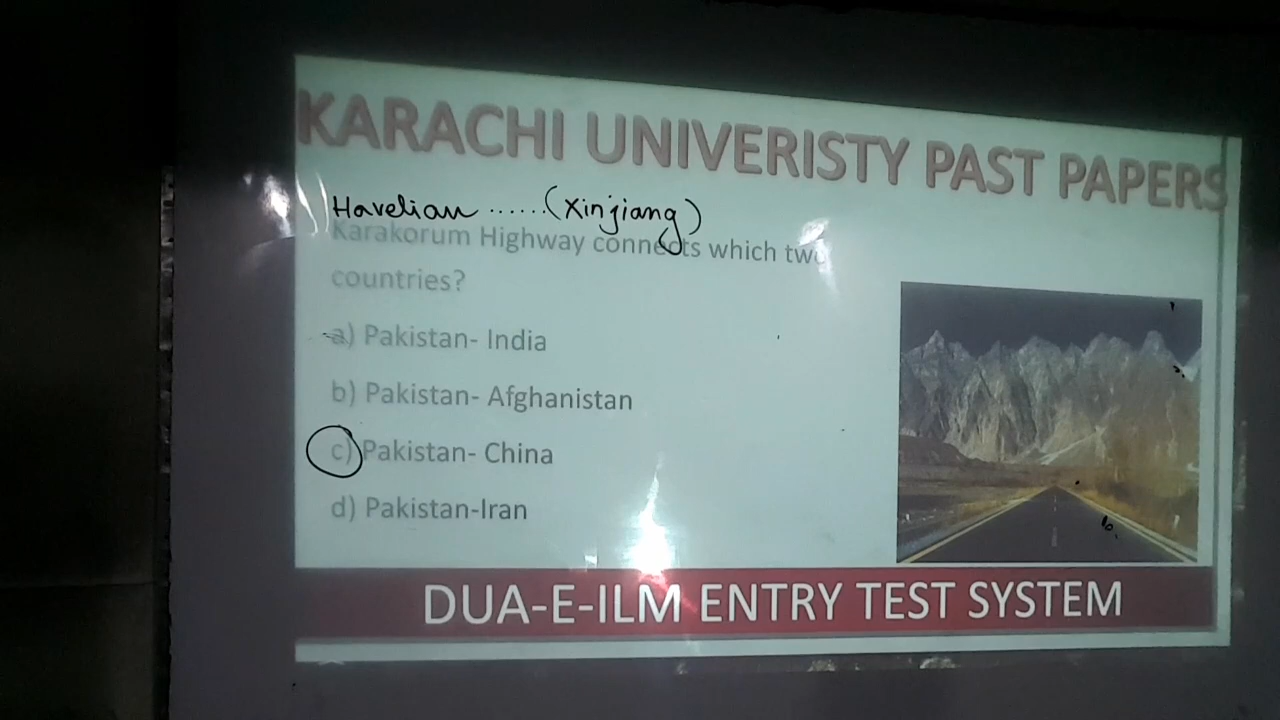 KARACHI UNIVERISTY PAST PAPERS
Havelian ......(Xinjiang)
Karakorum Highway connects which two
countries?
a) Pakistan- India
b) Pakistan- Afghanistan
c) Pakistan- China
d) Pakistan-Iran
DUA-E-ILM ENTRY TEST SYSTEM